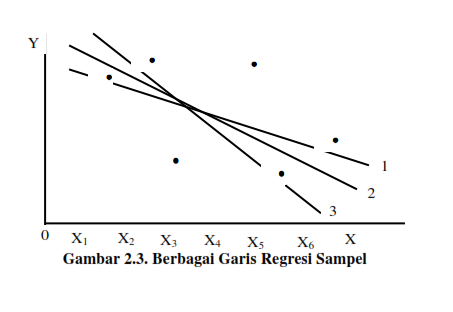 Y
1
2
3
0 X₁ X₂ X₃ X₄ X₅ X₆ X
Gambar 2.3. Berbagai Garis Regresi Sampel